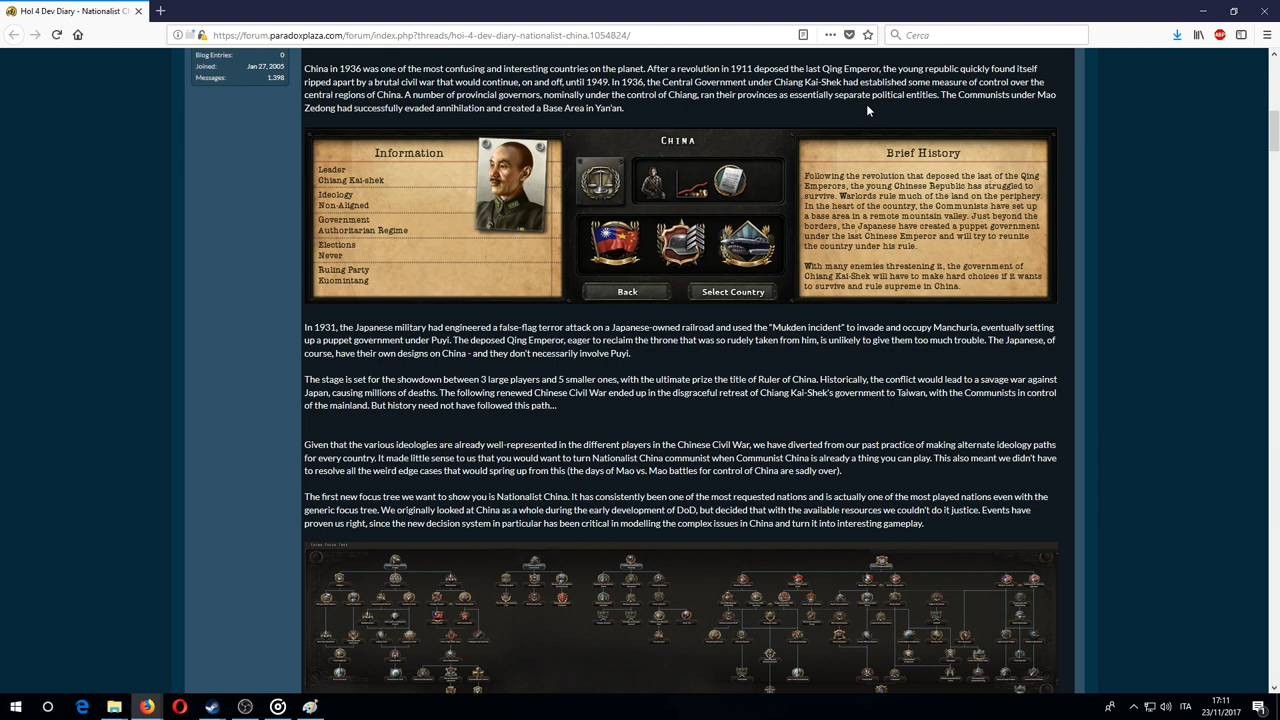 HoI 4 Dev Diary - Nationalist C
https://forum.paradoxplaza.com/forum/index.php?threads/hoi-4-dev-diary-nationalist-china.1054824/
Cerca
Blog Entries: 0
Joined: Jan 27, 2005
Messages: 1.398
China in 1936 was one of the most confusing and interesting countries on the planet. After a revolution in 1911 deposed the last Qing Emperor, the young republic quickly found itself
ripped apart by a brutal civil war that would continue, on and off, until 1949. In 1936, the Central Government under Chiang Kai-Shek had established some measure of control over the
central regions of China. A number of provincial governors, nominally under the control of Chiang, ran their provinces as essentially separate political entities. The Communists under Mao
Zedong had successfully evaded annihilation and created a Base Area in Yan'an.
Information
Leader
Chiang Kai-shek
Ideology
Non-Aligned
Government
Authoritarian Regime
Elections
Never
Ruling Party
Kuomintang
CHINA
Back
Select Country
Brief History
Following the revolution that deposed the last of the Qing
Emperors, the young Chinese Republic has struggled to
survive. Warlords rule much of the land on the periphery.
In the heart of the country, the Communists have set up
a base area in a remote mountain valley. Just beyond the
borders, the Japanese have created a puppet government
under the last Chinese Emperor and will try to reunite
the country under his rule.
With many enemies threatening it, the government of
Chiang Kai-Shek will have to make hard choices if it wants
to survive and rule supreme in China.
In 1931, the Japanese military had engineered a false-flag terror attack on a Japanese-owned railroad and used the "Mukden incident" to invade and occupy Manchuria, eventually setting
up a puppet government under Puyi. The deposed Qing Emperor, eager to reclaim the throne that was so rudely taken from him, is unlikely to give them too much trouble. The Japanese, of
course, have their own designs on China - and they don't necessarily involve Puyi.
The stage is set for the showdown between 3 large players and 5 smaller ones, with the ultimate prize the title of Ruler of China. Historically, the conflict would lead to a savage war against
Japan, causing millions of deaths. The following renewed Chinese Civil War ended up in the disgraceful retreat of Chiang Kai-Shek's government to Taiwan, with the Communists in control
of the mainland. But history need not have followed this path...
Given that the various ideologies are already well-represented in the different players in the Chinese Civil War, we have diverted from our past practice of making alternate ideology paths
for every country. It made little sense to us that you would want to turn Nationalist China communist when Communist China is already a thing you can play. This also meant we didn't have
to resolve all the weird edge cases that would spring up from this (the days of Mao vs. Mao battles for control of China are sadly over).
The first new focus tree we want to show you is Nationalist China. It has consistently been one of the most requested nations and is actually one of the most played nations even with the
generic focus tree. We originally looked at China as a whole during the early development of DoD, but decided that with the available resources we couldn't do it justice. Events have
proven us right, since the new decision system in particular has been critical in modelling the complex issues in China and turn it into interesting gameplay.
ITA
17:11
23/11/2017